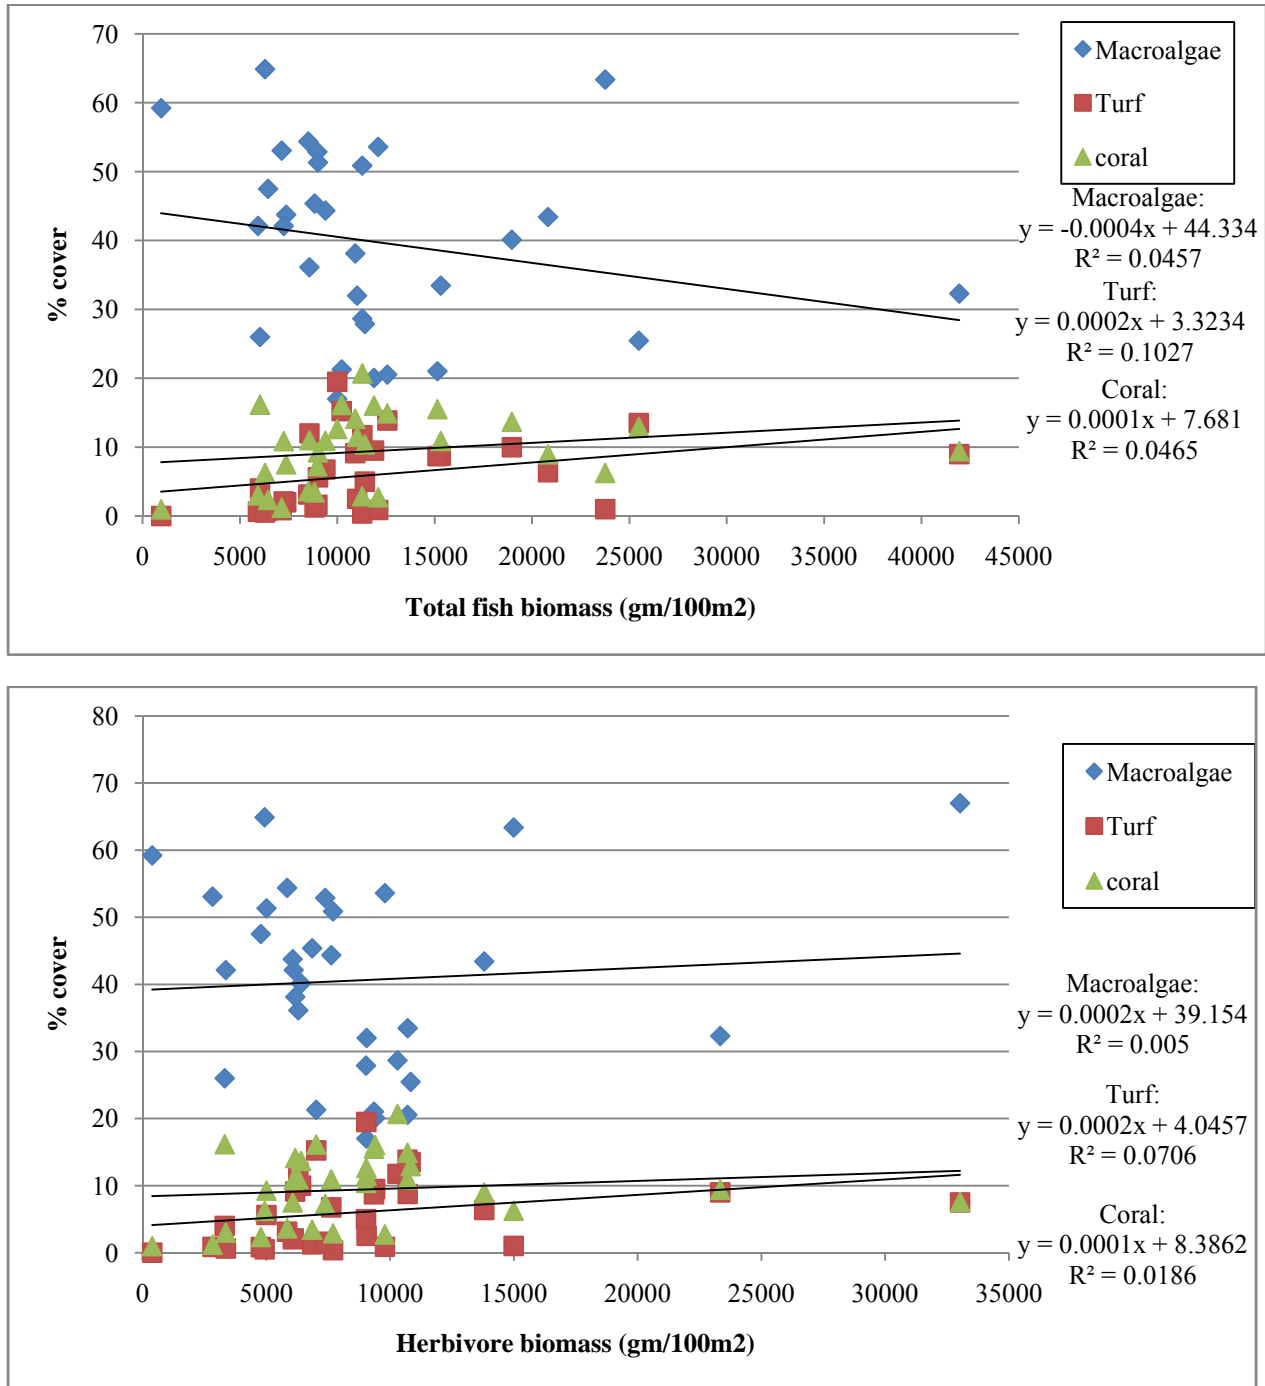 70
60
50
40
30
20
10
0
% cover
0 5000 10000 15000 20000 25000 30000 35000 40000 45000
Total fish biomass (gm/100m2)
Macroalgae
Turf
coral
Macroalgae:
y = -0.0004x + 44.334
R² = 0.0457
Turf:
y = 0.0002x + 3.3234
R² = 0.1027
Coral:
y = 0.0001x + 7.681
R² = 0.0465
80
70
60
50
40
30
20
10
0
% cover
0 5000 10000 15000 20000 25000 30000 35000
Herbivore biomass (gm/100m2)
Macroalgae
Turf
coral
Macroalgae:
y = 0.0002x + 39.154
R² = 0.005
Turf:
y = 0.0002x + 4.0457
R² = 0.0706
Coral:
y = 0.0001x + 8.3862
R² = 0.0186